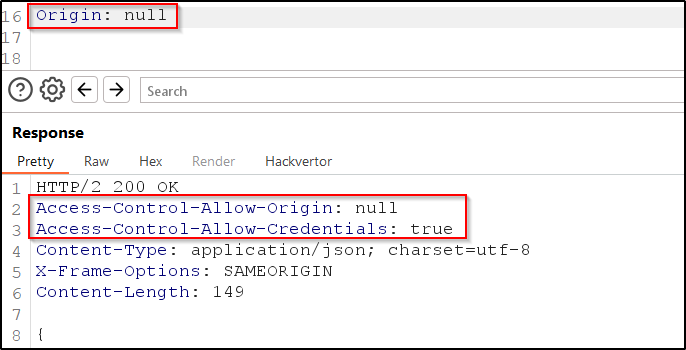 16 Origin: null
17
18
Search
Response
Pretty Raw Hex Render Hackvertor
1 HTTP/2 200 OK
2 Access-Control-Allow-Origin: null
3 Access-Control-Allow-Credentials: true
4 Content-Type: application/json; charset=utf-8
5 X-Frame-Options: SAMEORIGIN
6 Content-Length: 149
7
8 {